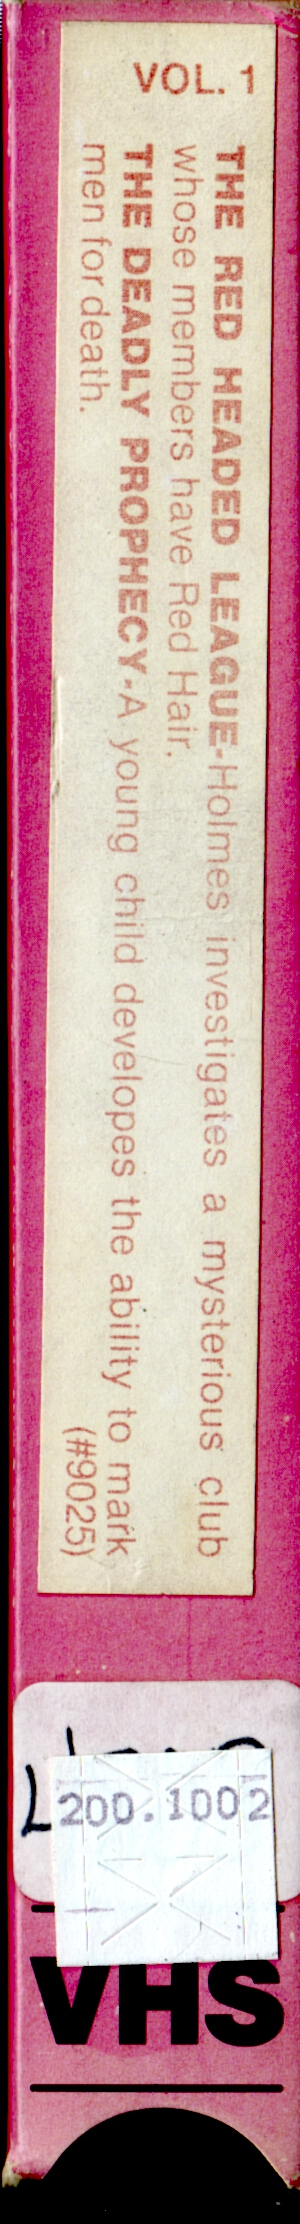 VOL. 1
THE RED HEADED LEAGUE-Holmes investigates a mysterious club
whose members have Red Hair.
THE DEADLY PROPHECY-A young child developes the ability to mark
men for death.
(#9025)
200.1002
VHS